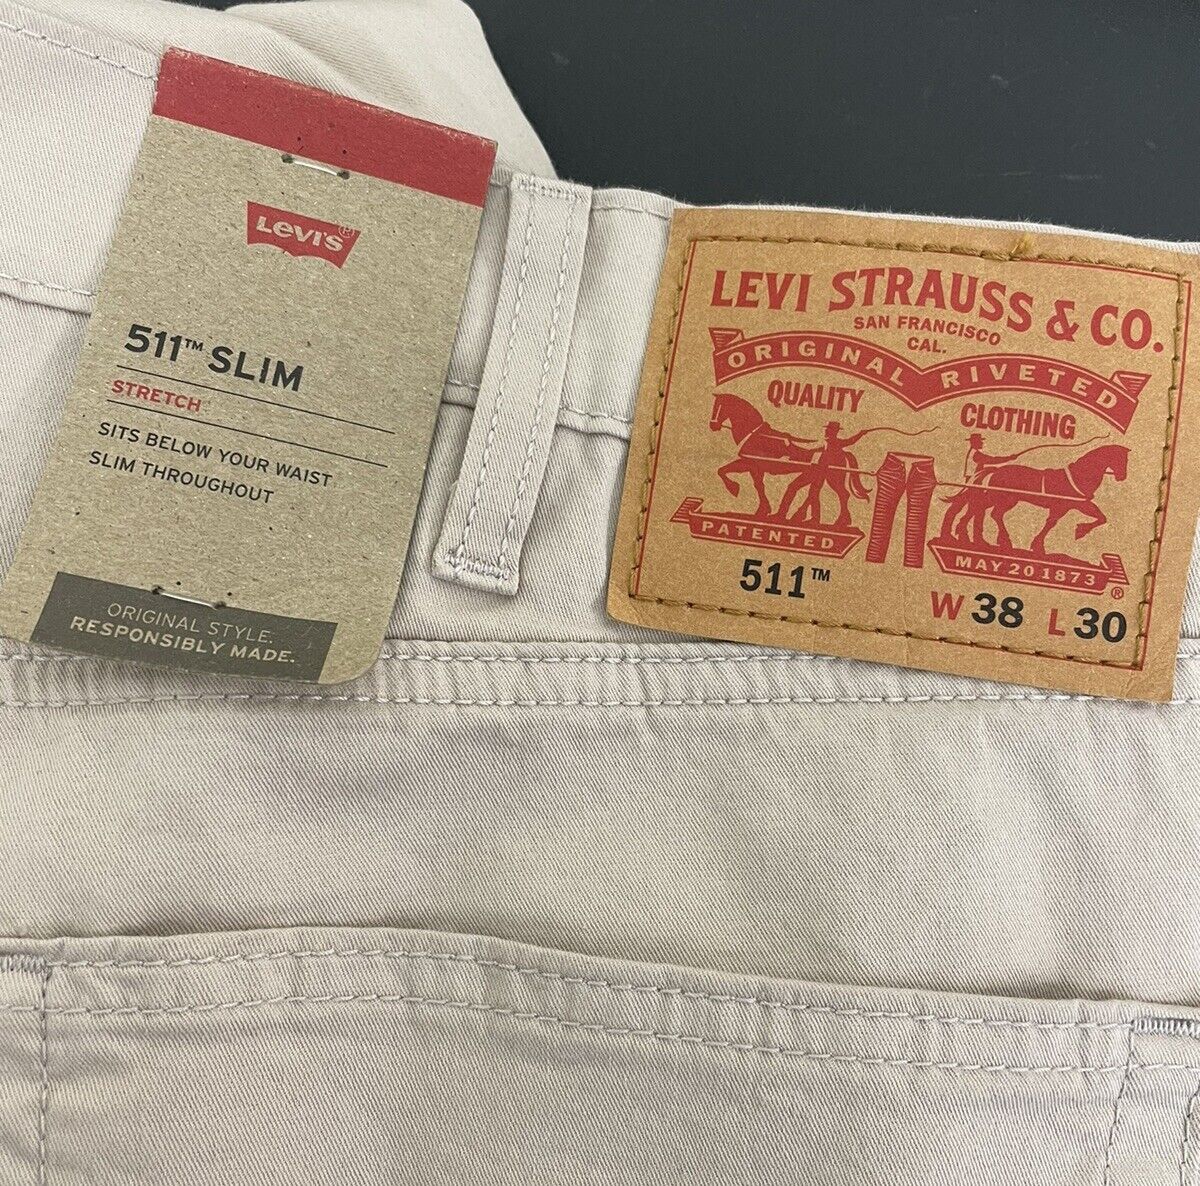 Levi's®
511™ SLIM
STRETCH
SITS BELOW YOUR WAIST
SLIM THROUGHOUT
ORIGINAL STYLE.
RESPONSIBLY MADE.
LEVI STRAUSS & CO.
SAN FRANCISCO
CAL.
ORIGINAL RIVETED
QUALITY CLOTHING
PATENTED MAY 20 1873
®
511™ W 38 L 30